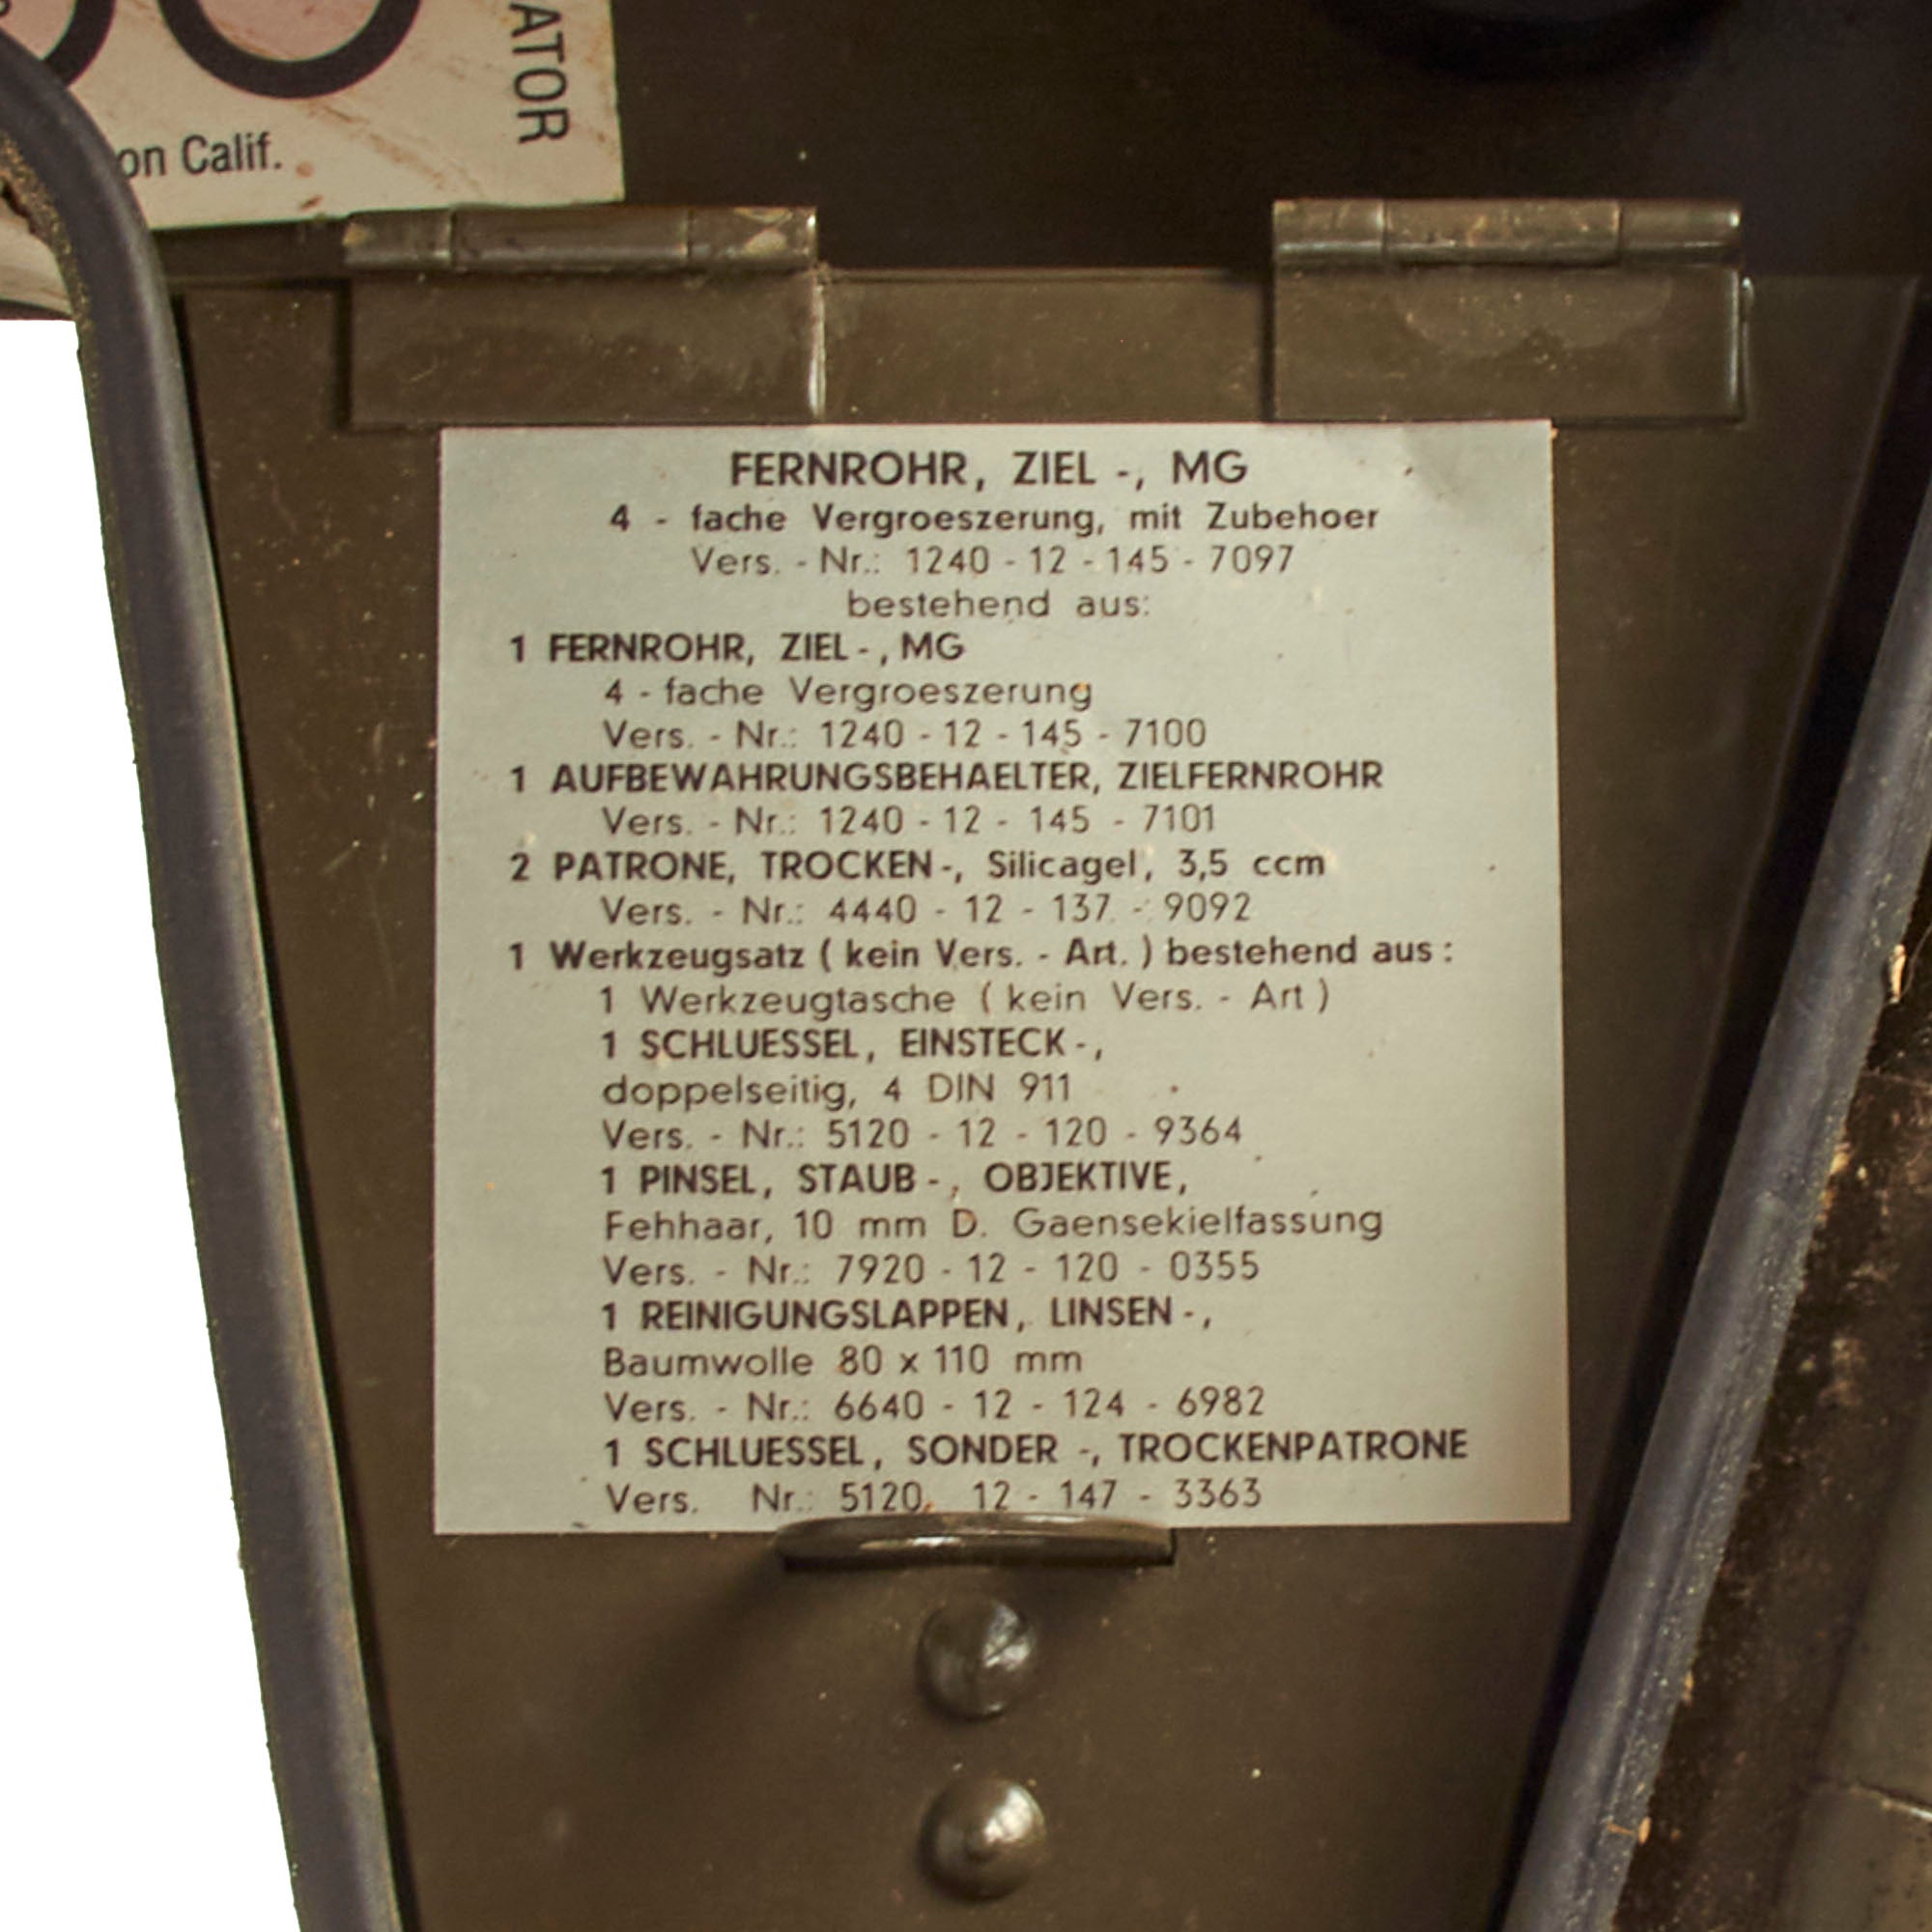 ATOR
on Calif.
FERNROHR, ZIEL -, MG
4 - fache Vergroeszerung, mit Zubehoer
Vers. - Nr.: 1240 - 12 - 145 - 7097
bestehend aus:
1 FERNROHR, ZIEL - , MG
4 - fache Vergroeszerung
Vers. - Nr.: 1240 - 12 - 145 - 7100
1 AUFBEWAHRUNGSBEHAELTER, ZIELFERNROHR
Vers. - Nr.: 1240 - 12 - 145 - 7101
2 PATRONE, TROCKEN -, Silicagel, 3,5 ccm
Vers. - Nr.: 4440 - 12 - 137 - 9092
1 Werkzeugsatz ( kein Vers. - Art. ) bestehend aus :
1 Werkzeugtasche ( kein Vers. - Art )
1 SCHLUESSEL, EINSTECK - ,
doppelseitig, 4 DIN 911
Vers. - Nr.: 5120 - 12 - 120 - 9364
1 PINSEL, STAUB - , OBJEKTIVE,
Fehhaar, 10 mm D. Gaensekielfassung
Vers. - Nr.: 7920 - 12 - 120 - 0355
1 REINIGUNGSLAPPEN, LINSEN - ,
Baumwolle 80 x 110 mm
Vers. - Nr.: 6640 - 12 - 124 - 6982
1 SCHLUESSEL, SONDER -, TROCKENPATRONE
Vers. Nr.: 5120 12 - 147 - 3363